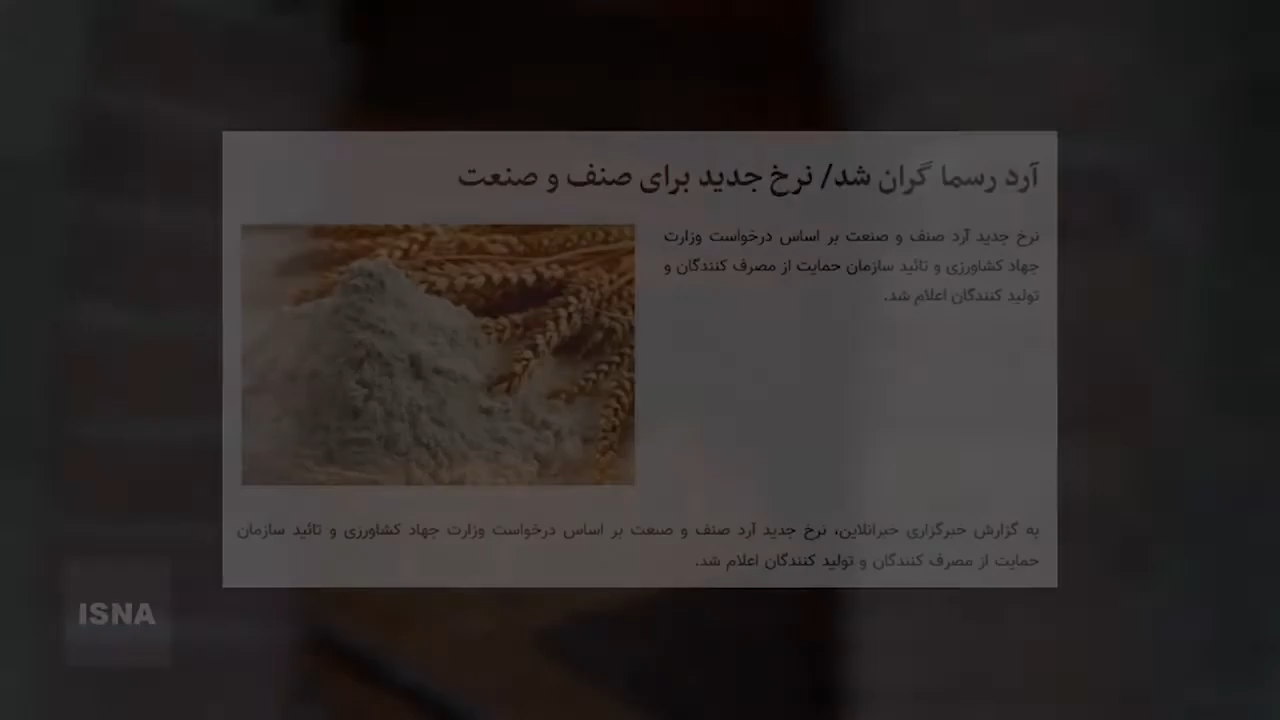 آرد رسما گران شد/ نرخ جدید برای صنف و صنعت
نرخ جدید آرد صنف و صنعت بر اساس درخواست وزارت
جهاد کشاورزی و تائید سازمان حمایت از مصرف کنندگان و
تولید کنندگان اعلام شد.
به گزارش خبرگزاری خبرانلاین، نرخ جدید آرد صنف و صنعت بر اساس درخواست وزارت جهاد کشاورزی و تائید سازمان
حمایت از مصرف کنندگان و تولید کنندگان اعلام شد.
ISNA